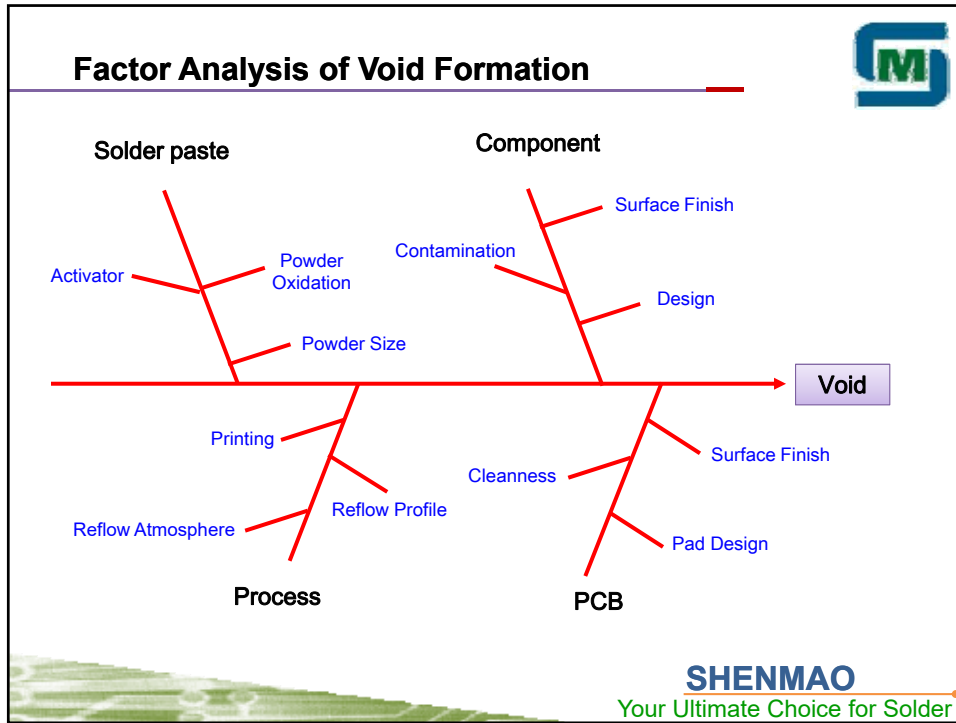 Factor Analysis of Void Formation
M
Solder paste
Component
Surface Finish
Contamination
Activator
Powder
Oxidation
Design
Powder Size
Void
Printing
Surface Finish
Cleanness
Reflow Profile
Reflow Atmosphere
Pad Design
Process
PCB
SHENMAO
Your Ultimate Choice for Solder